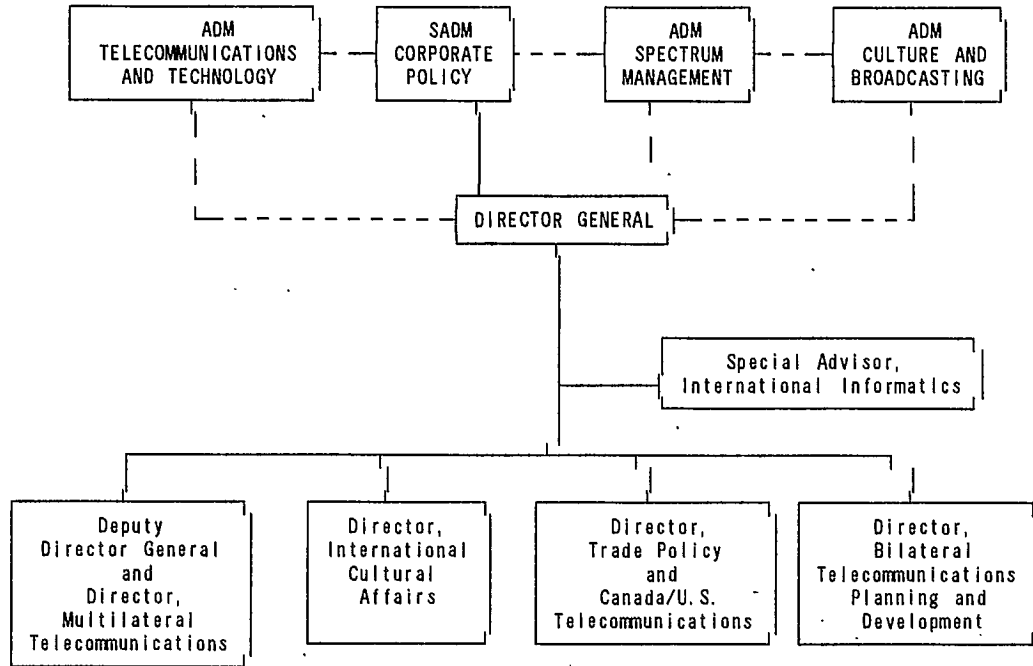 ADM
TELECOMMUNICATIONS
AND TECHNOLOGY
SADM
CORPORATE
POLICY
ADM
SPECTRUM
MANAGEMENT
ADM
CULTURE AND
BROADCASTING
DIRECTOR GENERAL
Special Advisor,
International Informatics
Deputy
Director General
and
Director,
Multilateral
Telecommunications
Director,
International
Cultural
Affairs
Director,
Trade Policy
and
Canada/U.S.
Telecommunications
Director,
Bilateral
Telecommunications
Planning and
Development